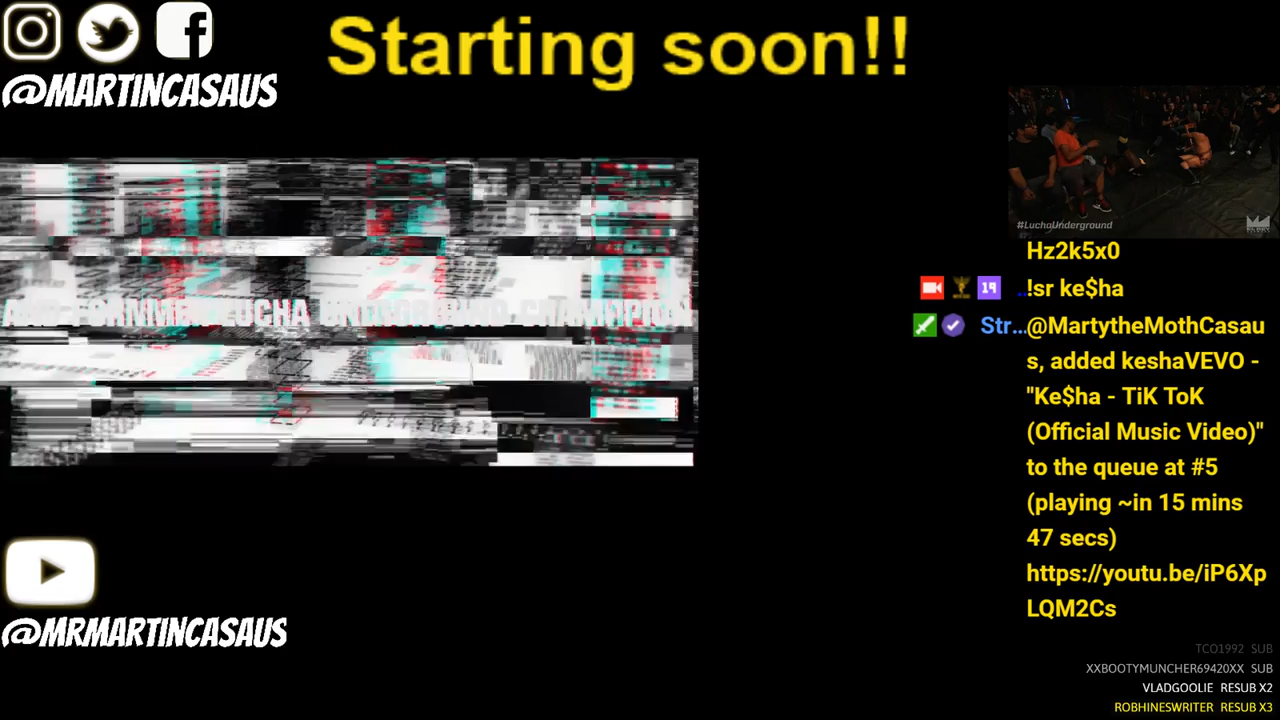 Starting soon!!
@MARTINCASAUS
#LuchaUnderground
LUCHA UNDERGROUND
Hz2k5x0
!sr ke$ha
Str...@MartytheMothCasau
s, added keshaVEVO -
"Ke$ha - TiK ToK
(Official Music Video)"
to the queue at #5
(playing ~in 15 mins
47 secs)
https://youtu.be/iP6Xp
LQM2Cs
@MRMARTINCASAUS
TCO1992 SUB
XXBOOTYMUNCHER69420XX SUB
VLADGOOLIE RESUB X2
ROBHINESWRITER RESUB X3